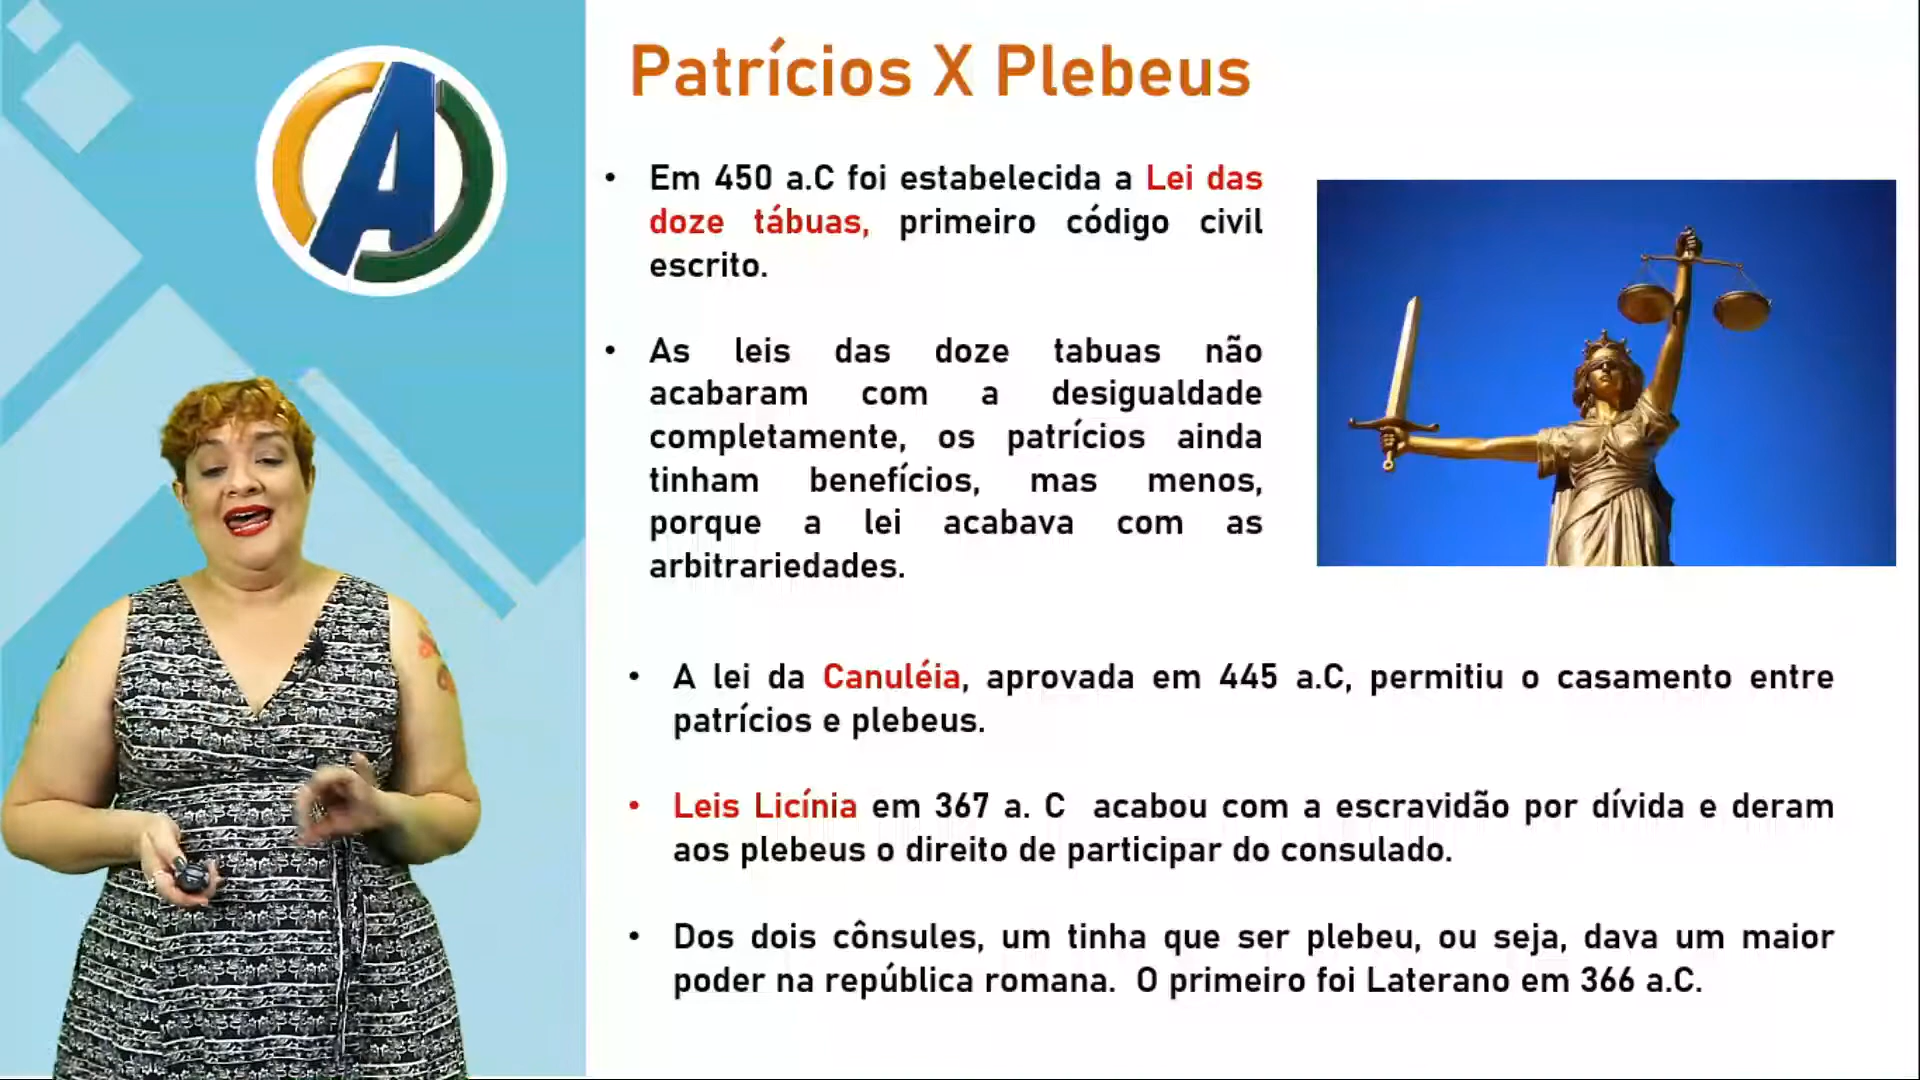 Patrícios X Plebeus
• Em 450 a.C foi estabelecida a Lei das
doze tábuas, primeiro código civil
escrito.
• As leis das doze tabuas não
acabaram com a desigualdade
completamente, os patrícios ainda
tinham benefícios, mas menos,
porque a lei acabava com as
arbitrariedades.
• A lei da Canuléia, aprovada em 445 a.C, permitiu o casamento entre
patrícios e plebeus.
• Leis Licínia em 367 a. C acabou com a escravidão por dívida e deram
aos plebeus o direito de participar do consulado.
• Dos dois cônsules, um tinha que ser plebeu, ou seja, dava um maior
poder na república romana. O primeiro foi Laterano em 366 a.C.